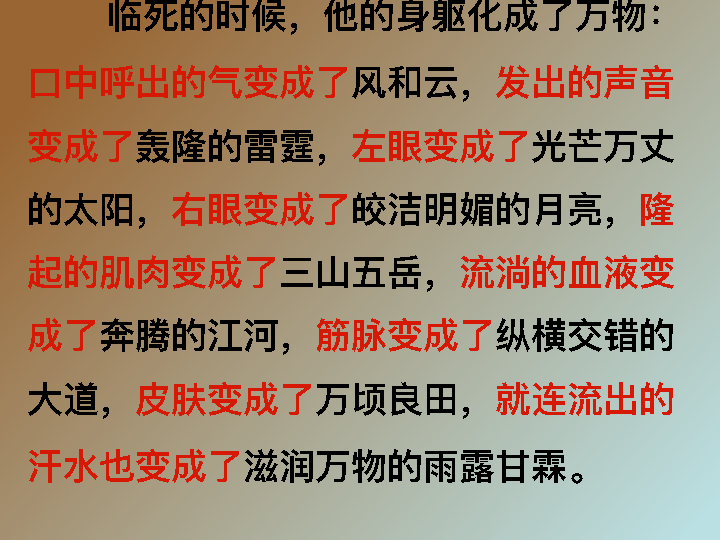 临死的时候，他的身躯化成了万物：
口中呼出的气变成了风和云，发出的声音
变成了轰隆的雷霆，左眼变成了光芒万丈
的太阳，右眼变成了皎洁明媚的月亮，隆
起的肌肉变成了三山五岳，流淌的血液变
成了奔腾的江河，筋脉变成了纵横交错的
大道，皮肤变成了万顷良田，就连流出的
汗水也变成了滋润万物的雨露甘霖。